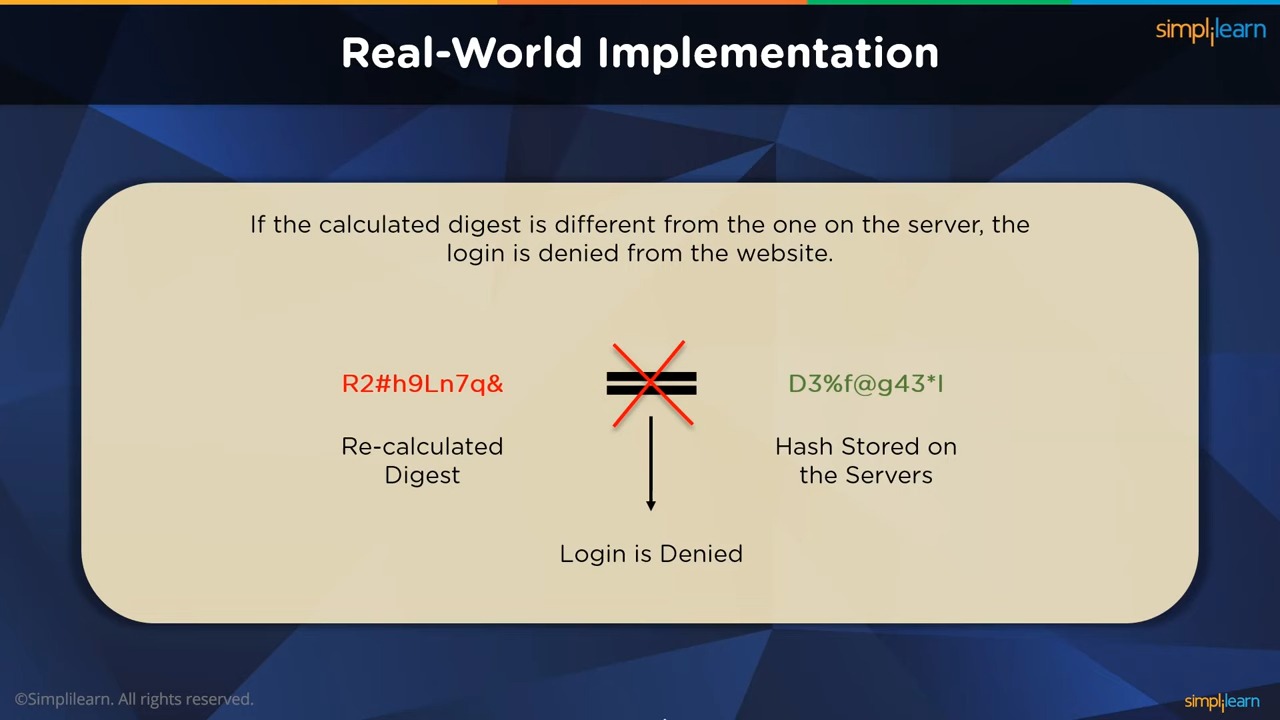 simplilearn
Real-World Implementation
If the calculated digest is different from the one on the server, the
login is denied from the website.
R2#h9Ln7q&
D3%f@g43*I
Re-calculated
Digest
Hash Stored on
the Servers
Login is Denied
©Simplilearn. All rights reserved.
simplilearn